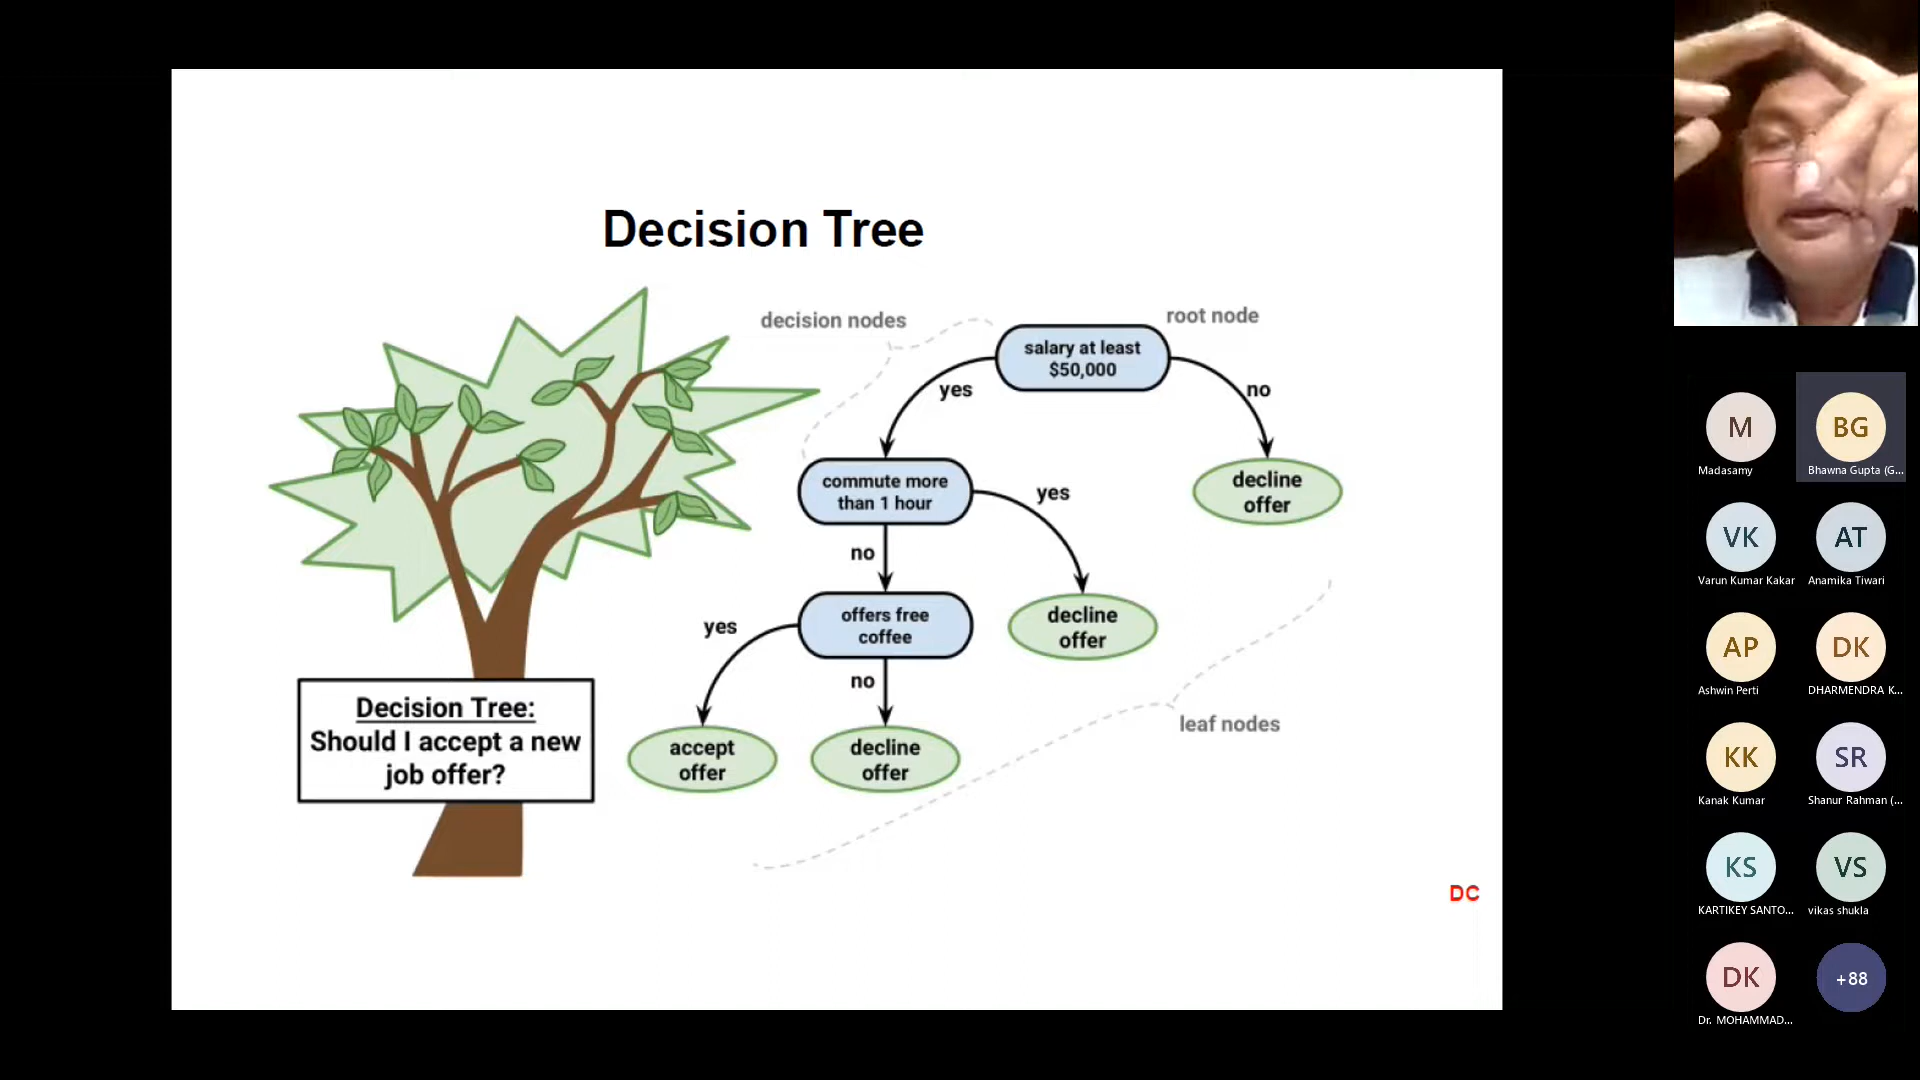 Decision Tree
decision nodes
root node
salary at least
$50,000
yes
no
commute more
than 1 hour
yes
decline
offer
no
offers free
coffee
yes
decline
offer
no
accept
offer
decline
offer
leaf nodes
Decision Tree:
Should I accept a new
job offer?
DC
M
Madasamy
BG
Bhawna Gupta (G...
VK
Varun Kumar Kakar
AT
Anamika Tiwari
AP
Ashwin Perti
DK
DHARMENDRA K...
KK
Kanak Kumar
SR
Shanur Rahman (...
KS
KARTIKEY SANTO...
VS
vikas shukla
DK
Dr. MOHAMMAD...
+88